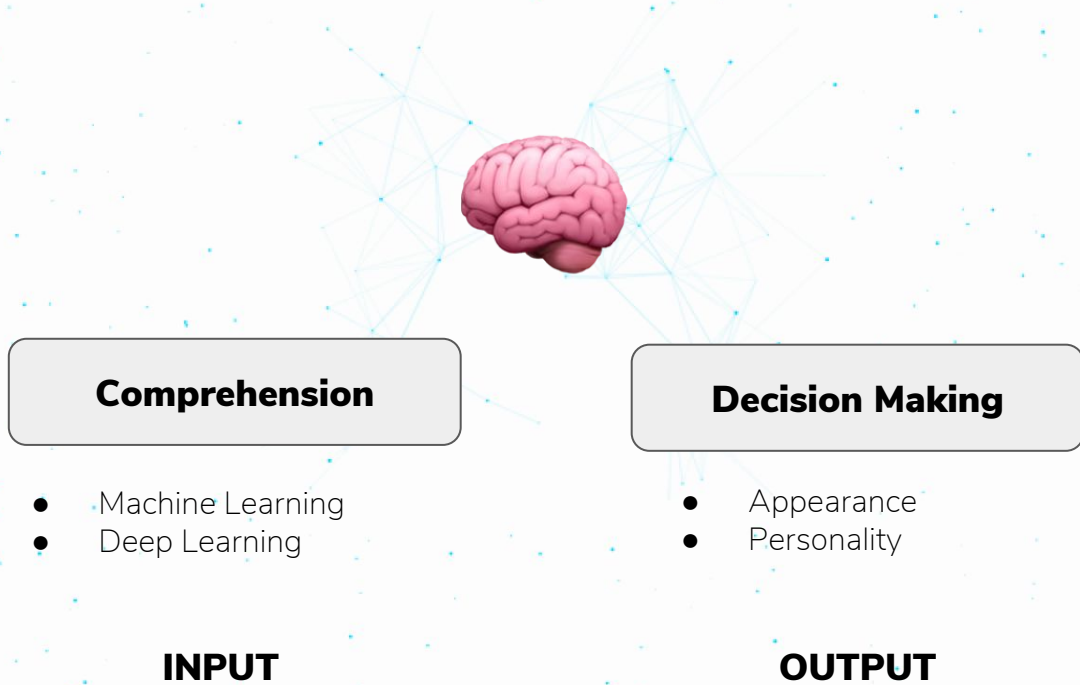 Comprehension
● Machine Learning
● Deep Learning
INPUT
Decision Making
● Appearance
● Personality
OUTPUT